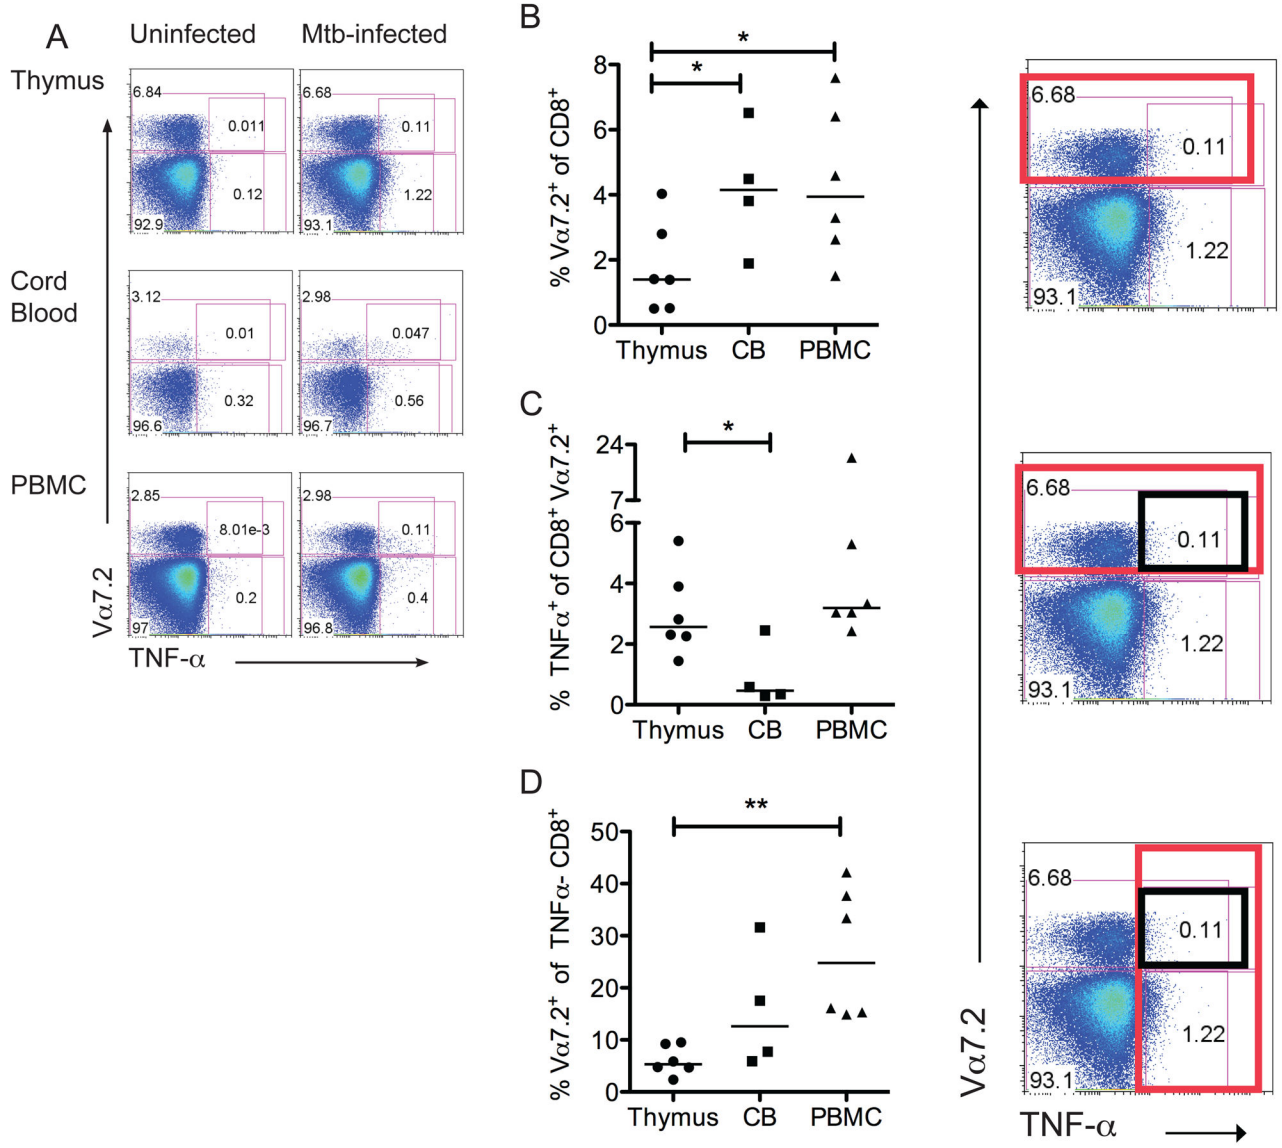 A
Uninfected
Mtb-infected
Thymus
6.84
0.011
0.12
92.9
6.68
0.11
1.22
93.1
Cord
Blood
3.12
0.01
0.32
96.6
2.98
0.047
0.56
96.7
PBMC
2.85
8.01e-3
0.2
97
2.98
0.11
0.4
96.8
Vα7.2
TNF-α
B
% Vα7.2+ of CD8+
8
6
4
2
0
*
*
Thymus
CB
PBMC
C
% TNFα+ of CD8+ Vα7.2+
24
7
6
4
2
0
*
Thymus
CB
PBMC
D
% Vα7.2+ of TNFα- CD8+
50
40
30
20
10
0
**
Thymus
CB
PBMC
6.68
0.11
1.22
93.1
6.68
0.11
1.22
93.1
6.68
0.11
1.22
93.1
Vα7.2
TNF-α